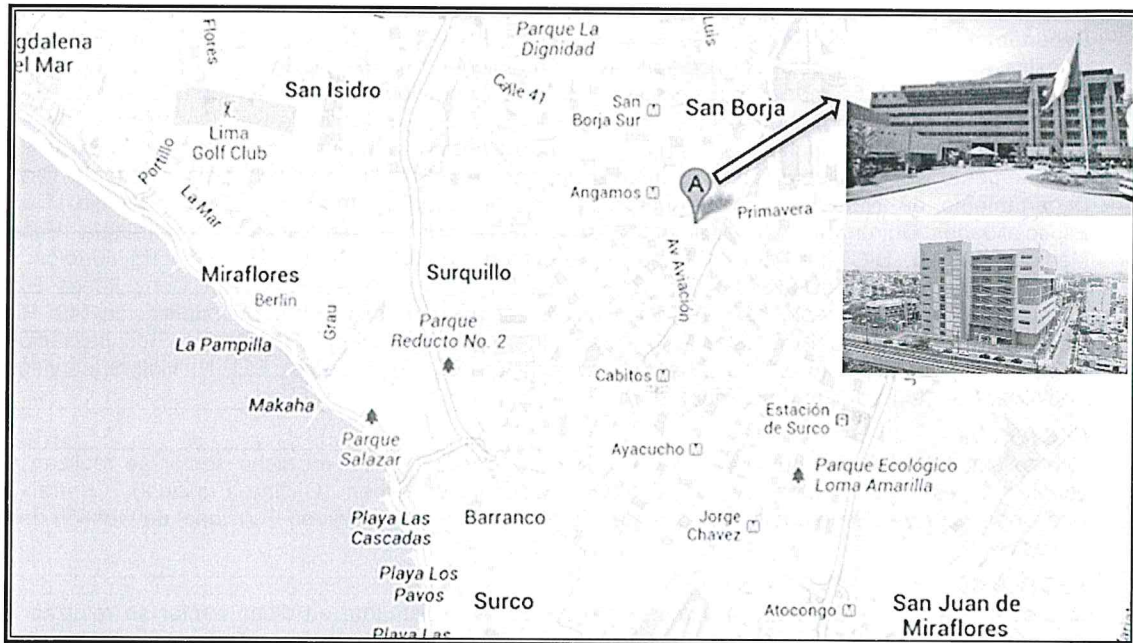 gdalena
el Mar
Flores
Parque La
Dignidad
Luis
Calle 41
San Isidro
San
Borja Sur
San Borja
Lima
Golf Club
Portillo
La Mar
Angamos
A
Primavera
Av Aviación
Miraflores
Berlin
Grau
Surquillo
La Pampilla
Parque
Reducto No. 2
Makaha
Parque
Salazar
Cabitos
Estación
de Surco
Ayacucho
Parque Ecológico
Loma Amarilla
Playa Las
Cascadas
Barranco
Jorge
Chavez
Playa Los
Pavos
Surco
Atocongo
San Juan de
Miraflores
Playa Las